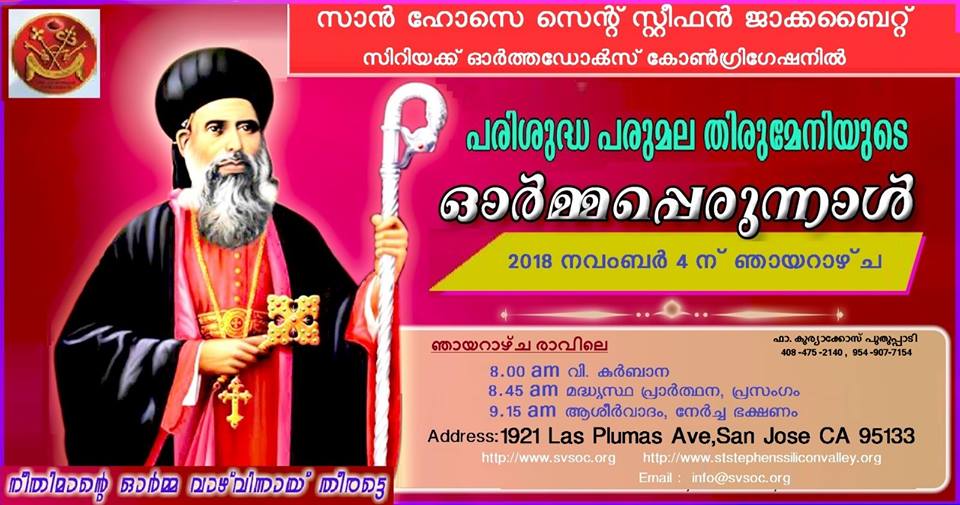 സാൻ ഹോസെ സെന്റ് സ്റ്റീഫൻ ജാക്കബൈറ്റ്
സിറിയക്ക് ഓർത്തഡോൿസ് കോൺഗ്രിഗേഷനിൽ
പരിശുദ്ധ പരുമല തിരുമേനിയുടെ
ഓർമ്മപ്പെരുന്നാൾ
2018 നവംബർ 4 ന് ഞായറാഴ്ച
ഞായറാഴ്ച രാവിലെ
ഫാ. കുര്യാക്കോസ് പുതുപ്പാടി
408-475-2140, 954-907-7154
8.00 am വി. കുർബാന
8.45 am മദ്ധ്യസ്ഥ പ്രാർത്ഥന, പ്രസംഗം
9.15 am ആശീർവാദം, നേർച്ച ഭക്ഷണം
Address:1921 Las Plumas Ave,San Jose CA 95133
http://www.svsoc.org http://www.ststephenssiliconvalley.org
Email : info@svsoc.org
നീതിമാന്റെ ഓർമ്മ വാഴ്‌വിന്നായ് തീരട്ടെ